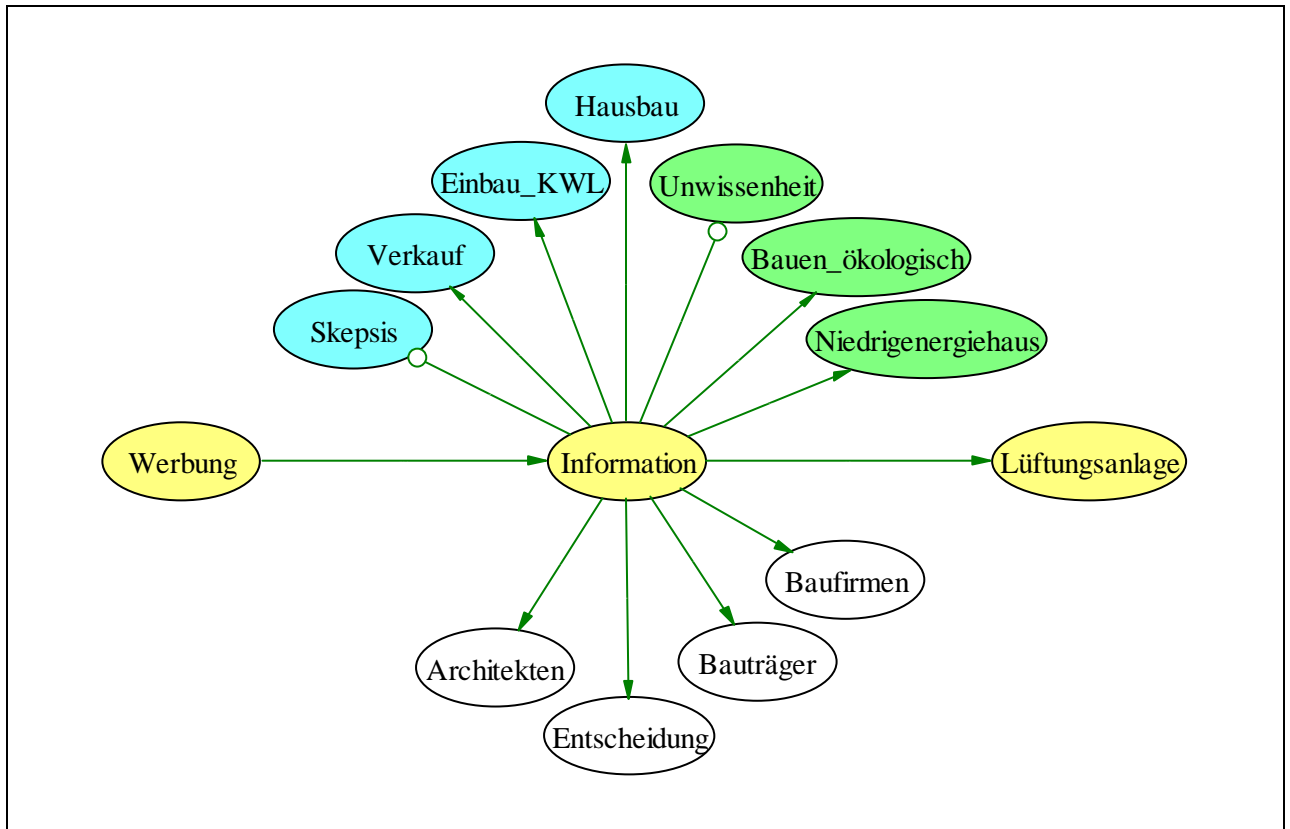 Hausbau
Einbau_KWL
Unwissenheit
Verkauf
Bauen_ökologisch
Skepsis
Niedrigenergiehaus
Werbung
Information
Lüftungsanlage
Baufirmen
Architekten
Bauträger
Entscheidung